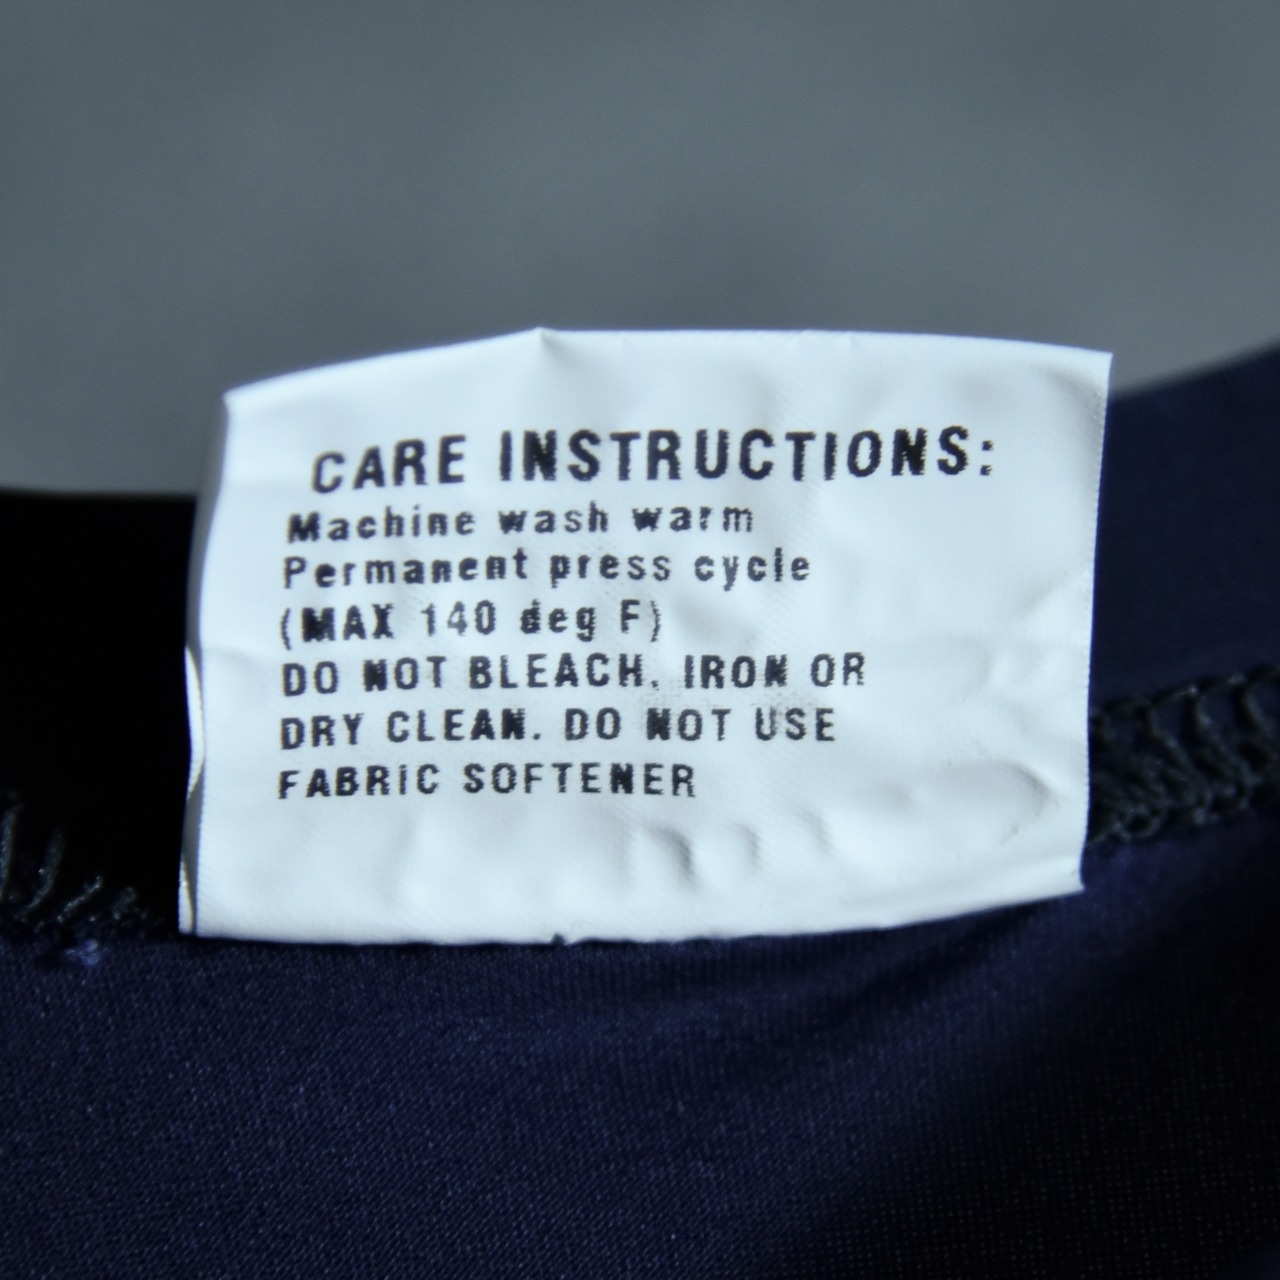 CARE INSTRUCTIONS:
Machine wash warm
Permanent press cycle
(MAX 140 deg F)
DO NOT BLEACH, IRON OR
DRY CLEAN. DO NOT USE
FABRIC SOFTENER